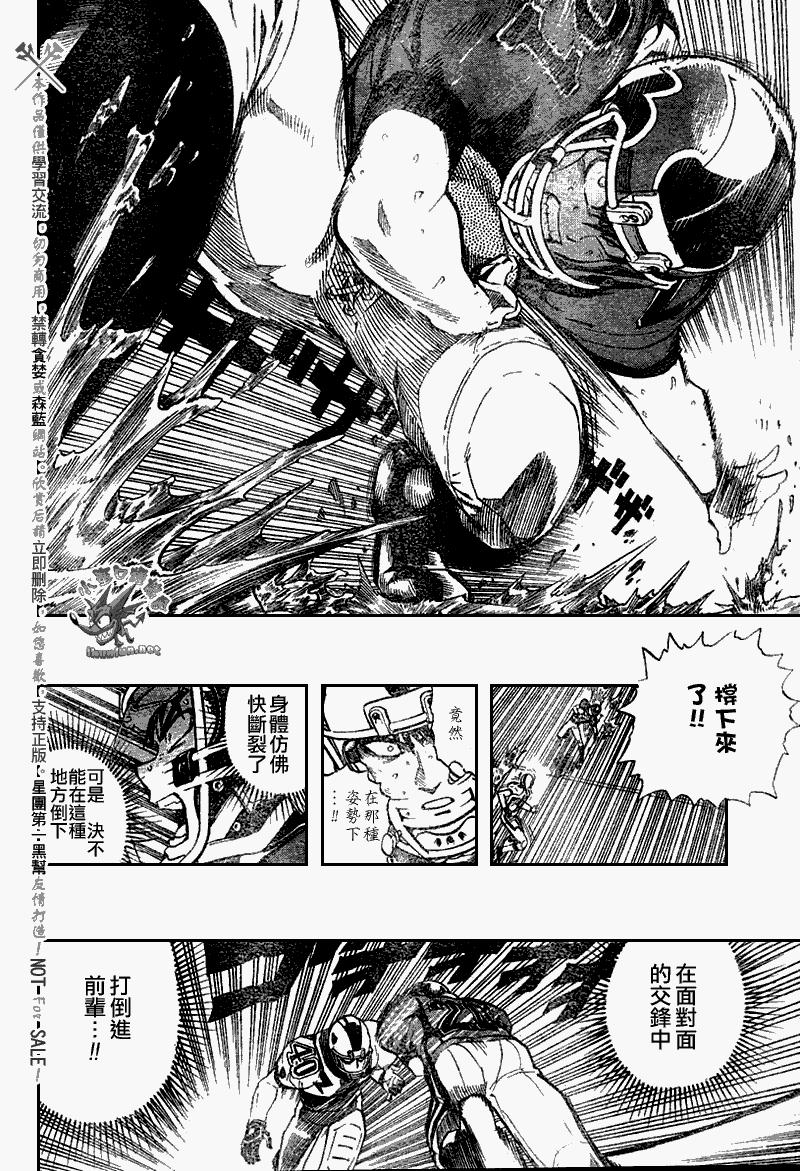 撐下來
了!!
竟然
在那種
姿勢下
…!!
身體仿佛
快斷裂了
可是 決不
能在這種
地方倒下
在面對面
的交鋒中
打倒進
前輩…!!
40
本作品僅供學習交流，切勿商用，禁轉貪婪或森藍網站。欣賞后請立即刪除，如您喜歡，支持正版。星團第一黑幫友情打造！NOT-For-SALE！